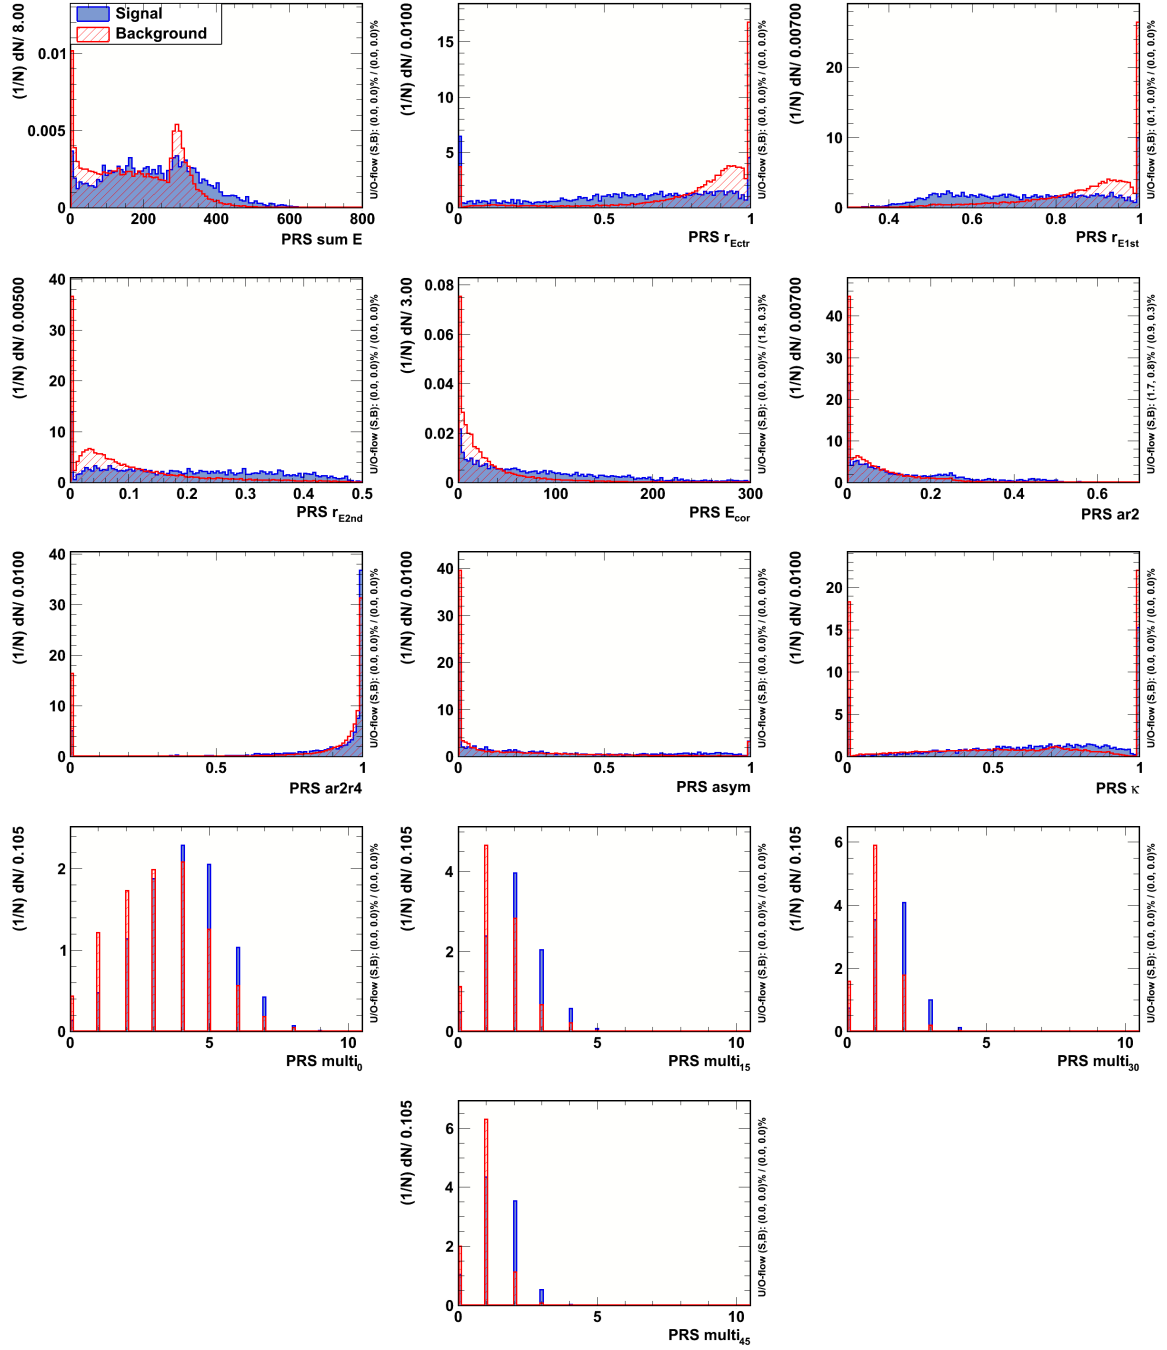 Signal
Background
(1/N) dN/ 8.00
0.01
0.005
0
0 200 400 600 800
PRS sum E
U/O-flow (S,B): (0.0, 0.0)% / (0.0, 0.0)%
(1/N) dN/ 0.0100
15
10
5
0
0.5 1
PRS rEctr
U/O-flow (S,B): (0.0, 0.0)% / (0.0, 0.0)%
(1/N) dN/ 0.00700
20
10
0
0.4 0.6 0.8 1
PRS rE1st
U/O-flow (S,B): (0.1, 0.0)% / (0.0, 0.0)%
(1/N) dN/ 0.00500
40
30
20
10
0
0 0.1 0.2 0.3 0.4 0.5
PRS rE2nd
U/O-flow (S,B): (0.0, 0.0)% / (0.0, 0.0)%
(1/N) dN/ 3.00
0.08
0.06
0.04
0.02
0
0 100 200 300
PRS Ecor
U/O-flow (S,B): (0.0, 0.0)% / (1.8, 0.3)%
(1/N) dN/ 0.00700
40
30
20
10
0
0 0.2 0.4 0.6
PRS ar2
U/O-flow (S,B): (1.7, 0.8)% / (0.9, 0.3)%
(1/N) dN/ 0.0100
40
30
20
10
0
0 0.5 1
PRS ar2r4
U/O-flow (S,B): (0.0, 0.0)% / (0.0, 0.0)%
(1/N) dN/ 0.0100
40
30
20
10
0
0 0.5 1
PRS asym
U/O-flow (S,B): (0.0, 0.0)% / (0.0, 0.0)%
(1/N) dN/ 0.0100
20
15
10
5
0
0 0.5 1
PRS κ
U/O-flow (S,B): (0.0, 0.0)% / (0.0, 0.0)%
(1/N) dN/ 0.105
2
1
0
0 5 10
PRS multi0
U/O-flow (S,B): (0.0, 0.0)% / (0.0, 0.0)%
(1/N) dN/ 0.105
4
2
0
0 5 10
PRS multi15
U/O-flow (S,B): (0.0, 0.0)% / (0.0, 0.0)%
(1/N) dN/ 0.105
6
4
2
0
0 5 10
PRS multi30
U/O-flow (S,B): (0.0, 0.0)% / (0.0, 0.0)%
(1/N) dN/ 0.105
6
4
2
0
0 5 10
PRS multi45
U/O-flow (S,B): (0.0, 0.0)% / (0.0, 0.0)%